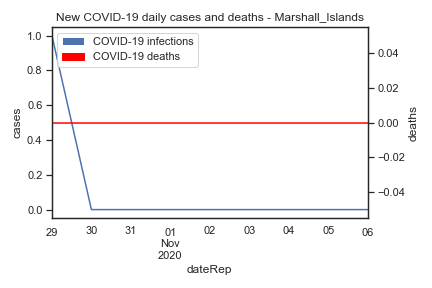 New COVID-19 daily cases and deaths - Marshall_Islands
COVID-19 infections
COVID-19 deaths
1.0
0.8
0.6
0.4
0.2
0.0
cases
0.04
0.02
0.00
−0.02
−0.04
deaths
29 30 31 01 02 03 04 05 06
Nov
2020
dateRep